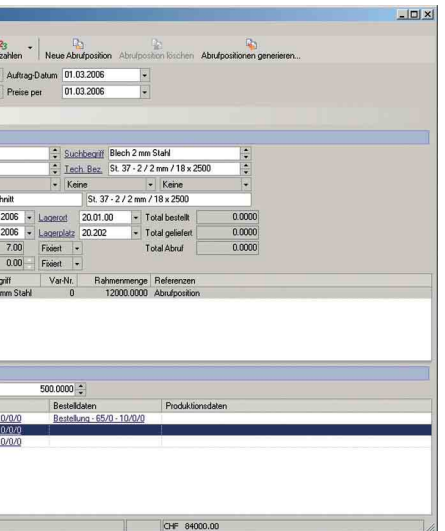 zahlen Neue Abrufposition Abrufposition löschen Abrufpositionen generieren...
Auftrag-Datum 01.03.2006
Preise per 01.03.2006
Suchbegriff Blech 2 mm Stahl
Tech. Bez. St. 37 - 2 / 2 mm / 18 x 2500
Keine Keine
hnitt St. 37 - 2 / 2 mm / 18 x 2500
2006 Lagerort 20.01.00 Total bestellt 0.0000
2006 Lagerplatz 20.202 Total geliefert 0.0000
7.00 Fixiert Total Abruf 0.0000
0.00 Fixiert
griff Var-Nr. Rahmenmenge Referenzen
mm Stahl 0 12000.0000 Abrufposition
500.0000
Bestelldaten Produktionsdaten
0/0/0 Bestellung - 65/0 - 10/0/0
0/0/0
0/0/0
CHF 84000.00